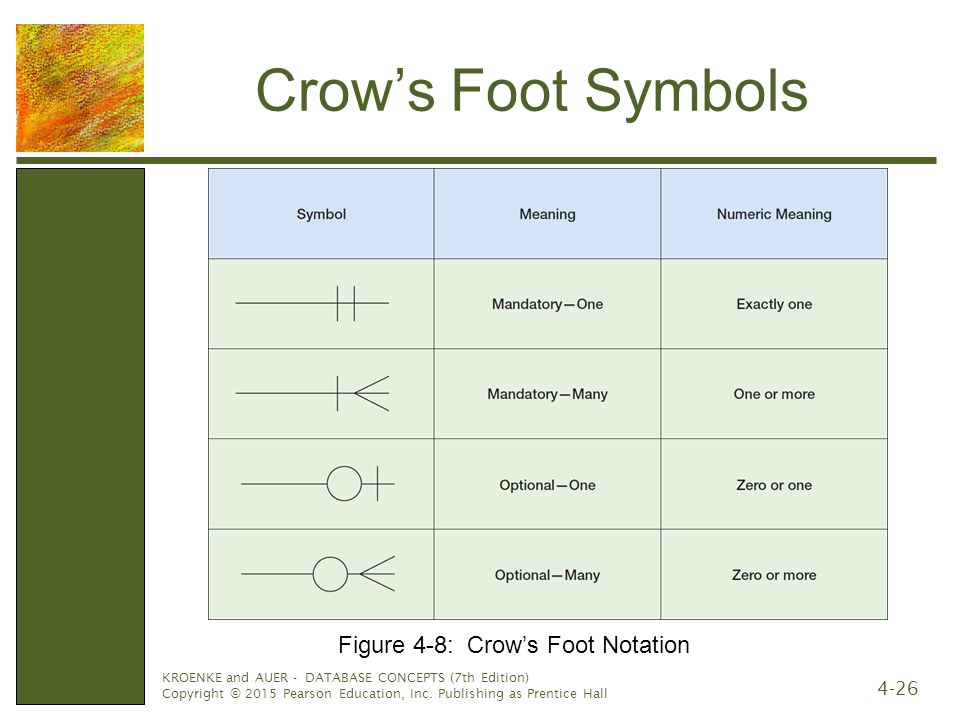 Crow’s Foot Symbols
Symbol Meaning Numeric Meaning
Mandatory—One Exactly one
Mandatory—Many One or more
Optional—One Zero or one
Optional—Many Zero or more
Figure 4-8: Crow’s Foot Notation
KROENKE and AUER - DATABASE CONCEPTS (7th Edition)
Copyright © 2015 Pearson Education, Inc. Publishing as Prentice Hall
4-26